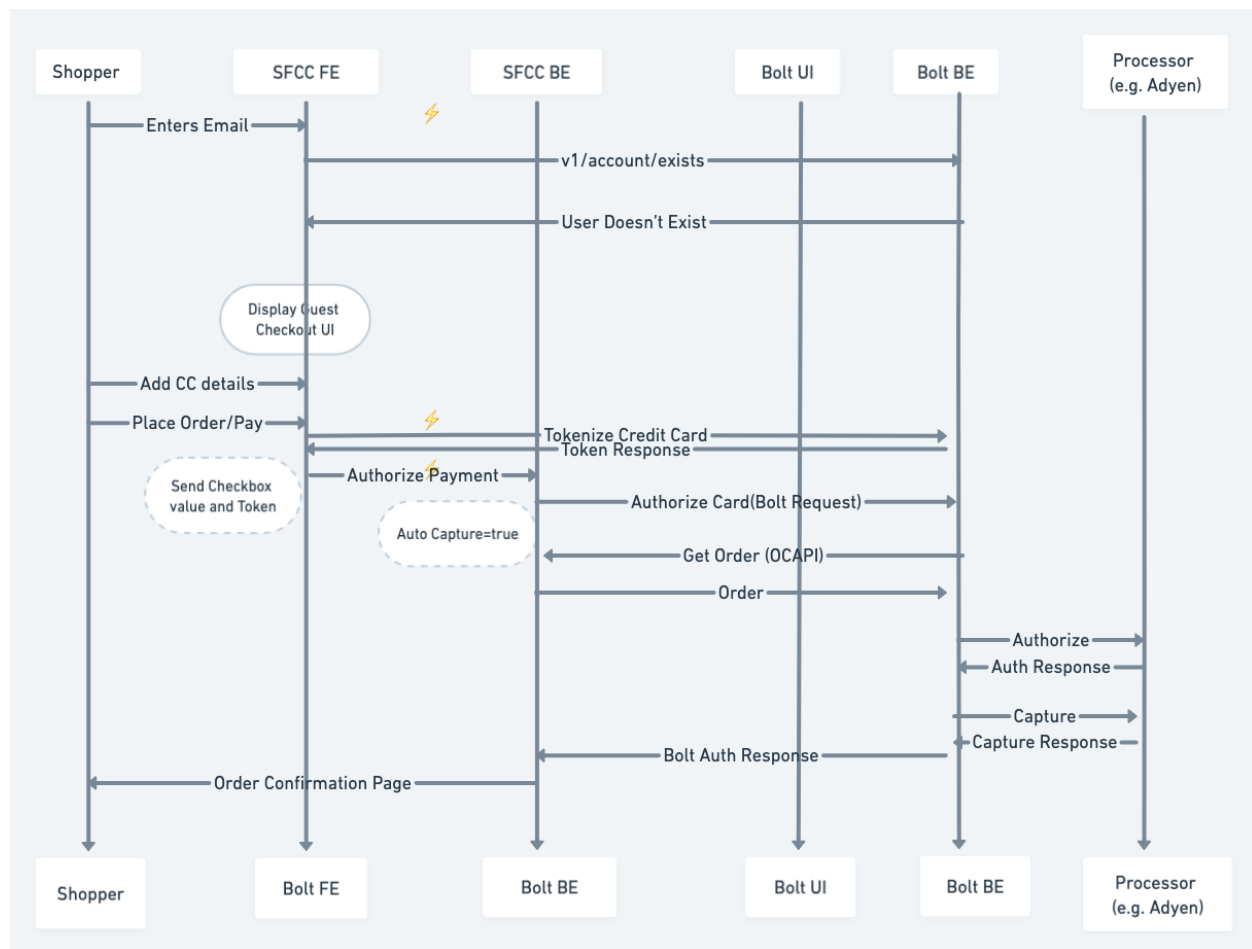 Shopper
SFCC FE
SFCC BE
Bolt UI
Bolt BE
Processor
(e.g. Adyen)
Enters Email
v1/account/exists
User Doesn't Exist
Display Guest
Checkout UI
Add CC details
Place Order/Pay
Tokenize Credit Card
Token Response
Authorize Payment
Send Checkbox
value and Token
Authorize Card(Bolt Request)
Auto Capture=true
Get Order (OCAPI)
Order
Authorize
Auth Response
Capture
Capture Response
Bolt Auth Response
Order Confirmation Page
Shopper
Bolt FE
Bolt BE
Bolt UI
Bolt BE
Processor
(e.g. Adyen)